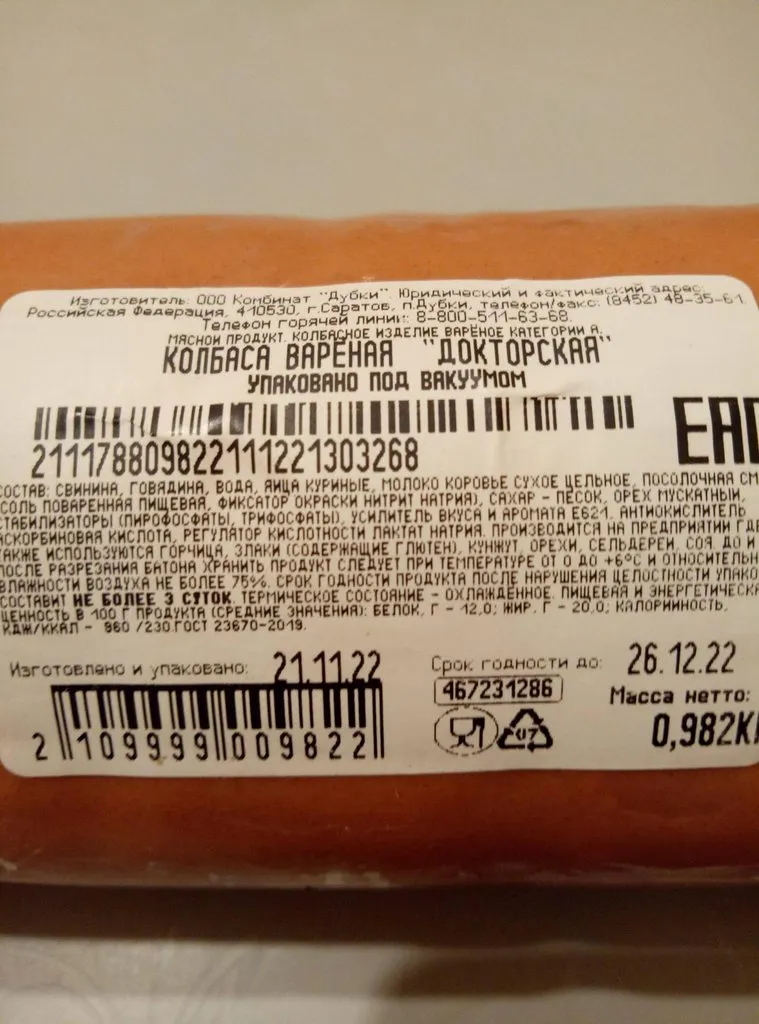 Изготовитель: ООО Комбинат "Дубки". Юридический и фактический адрес:
Российская Федерация, 410530, г.Саратов, п.Дубки, телефон/факс: (8452) 48-35-61.
Телефон горячей линии: 8-800-511-63-68.
МЯСНОЙ ПРОДУКТ. КОЛБАСНОЕ ИЗДЕЛИЕ ВАРЁНОЕ КАТЕГОРИИ А.
КОЛБАСА ВАРЁНАЯ "ДОКТОРСКАЯ"
УПАКОВАНО ПОД ВАКУУМОМ
EAC
2111788098221112213032​68
СОСТАВ: СВИНИНА, ГОВЯДИНА, ВОДА, ЯЙЦА КУРИНЫЕ, МОЛОКО КОРОВЬЕ СУХОЕ ЦЕЛЬНОЕ, ПОСОЛОЧНАЯ СМ
(СОЛЬ ПОВАРЕННАЯ ПИЩЕВАЯ, ФИКСАТОР ОКРАСКИ НИТРИТ НАТРИЯ), САХАР - ПЕСОК, ОРЕХ МУСКАТНЫЙ,
СТАБИЛИЗАТОРЫ (ПИРОФОСФАТЫ, ТРИФОСФАТЫ), УСИЛИТЕЛЬ ВКУСА И АРОМАТА Е621, АНТИОКИСЛИТЕЛЬ
АСКОРБИНОВАЯ КИСЛОТА, РЕГУЛЯТОР КИСЛОТНОСТИ ЛАКТАТ НАТРИЯ. ПРОИЗВОДИТСЯ НА ПРЕДПРИЯТИИ ГДЕ
ТАКЖЕ ИСПОЛЬЗУЮТСЯ ГОРЧИЦА, ЗЛАКИ (СОДЕРЖАЩИЕ ГЛЮТЕН), КУНЖУТ, ОРЕХИ, СЕЛЬДЕРЕЙ, СОЯ. ДО И
ПОСЛЕ РАЗРЕЗАНИЯ БАТОНА ХРАНИТЬ ПРОДУКТ СЛЕДУЕТ ПРИ ТЕМПЕРАТУРЕ ОТ 0 ДО +6°С И ОТНОСИТЕЛЬН
ВЛАЖНОСТИ ВОЗДУХА НЕ БОЛЕЕ 75%. СРОК ГОДНОСТИ ПРОДУКТА ПОСЛЕ НАРУШЕНИЯ ЦЕЛОСТНОСТИ УПАКО
СОСТАВИТ НЕ БОЛЕЕ 3 СУТОК. ТЕРМИЧЕСКОЕ СОСТОЯНИЕ - ОХЛАЖДЁННОЕ. ПИЩЕВАЯ И ЭНЕРГЕТИЧЕСКА
ЦЕННОСТЬ В 100 Г ПРОДУКТА (СРЕДНИЕ ЗНАЧЕНИЯ): БЕЛОК, Г - 12,0; ЖИР, Г - 20,0; КАЛОРИЙНОСТЬ,
КДЖ/ККАЛ - 960 /230.ГОСТ 23670-2019.
Изготовлено и упаковано: 21.11.22
Срок годности до: 26.12.22
467231286
Масса нетто:
0,982К
07
2 109999 009822